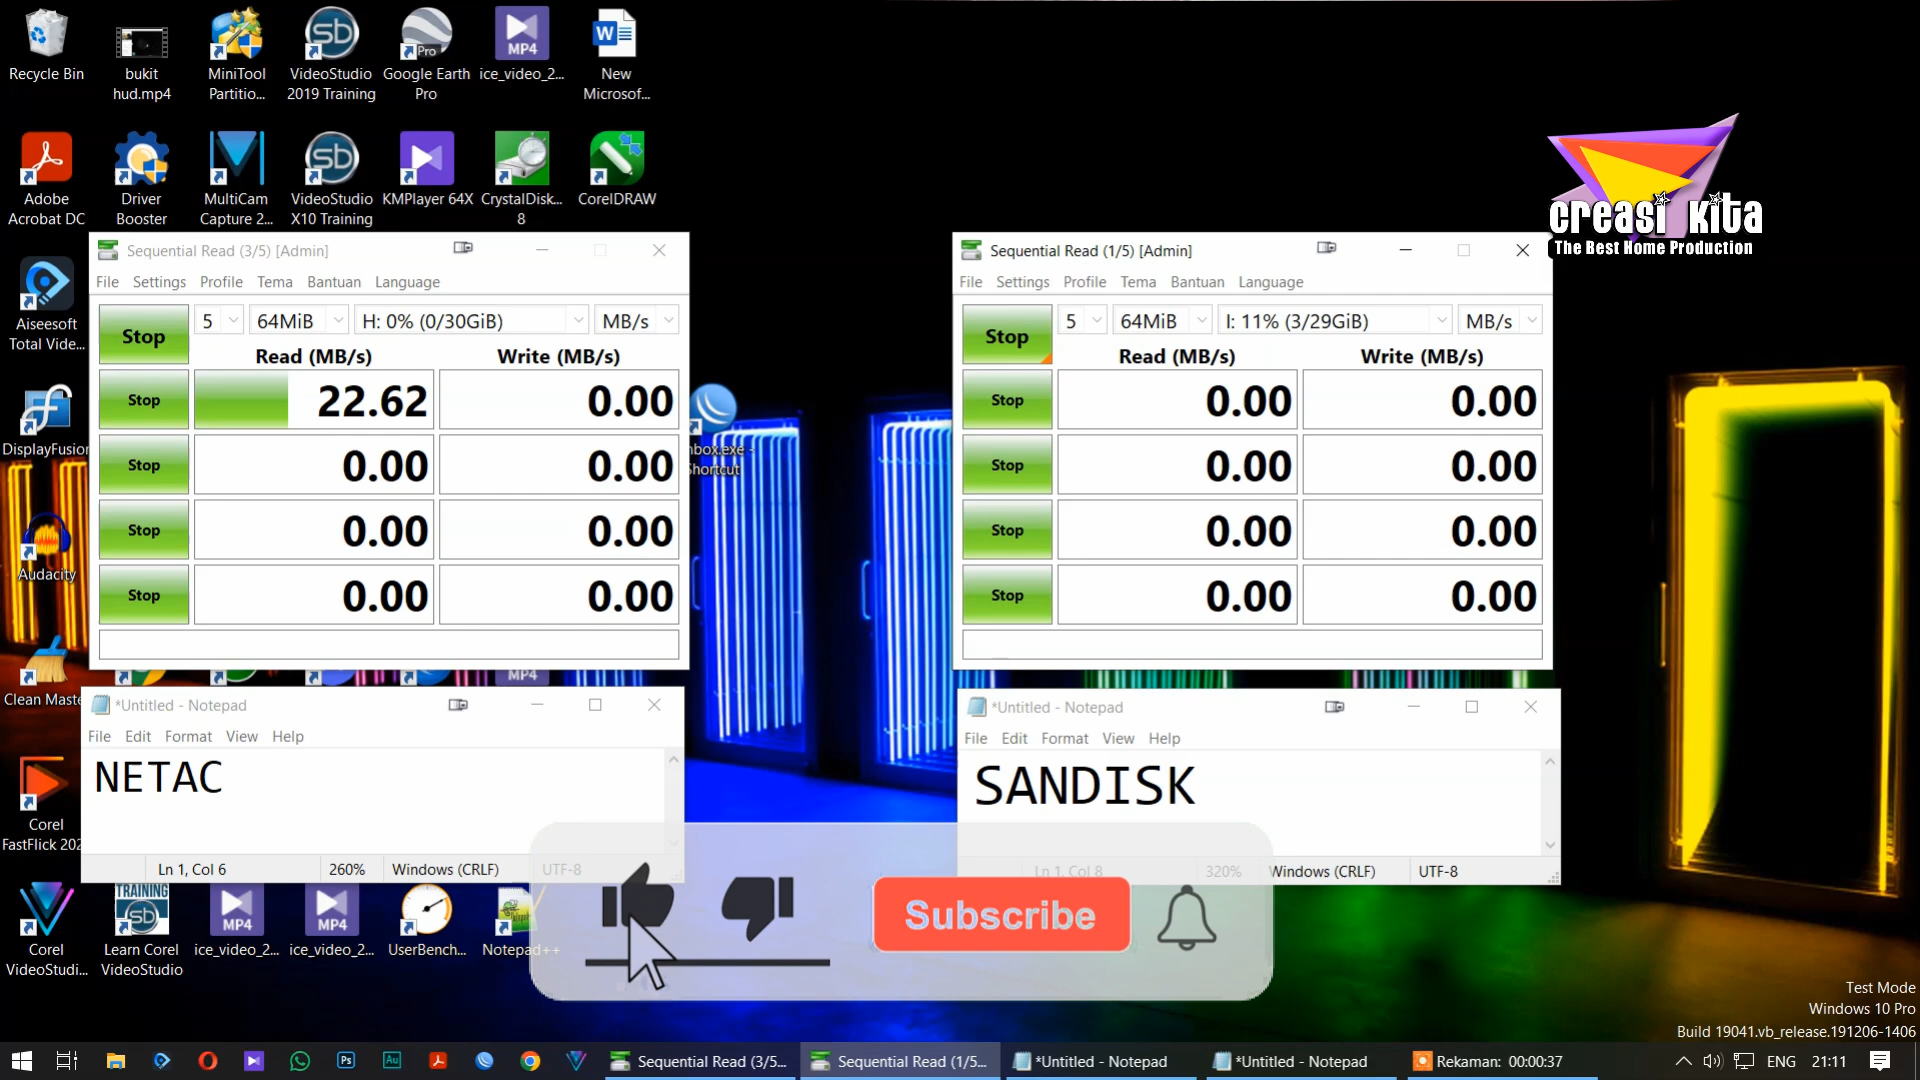 Recycle Bin
bukit
hud.mp4
MiniTool
Partitio...
VideoStudio
2019 Training
Google Earth
Pro
ice_video_2...
New
Microsof...
Adobe
Acrobat DC
Driver
Booster
MultiCam
Capture 2...
VideoStudio
X10 Training
KMPlayer 64X
CrystalDisk...
8
CorelDRAW
creasi kita
The Best Home Production
Sequential Read (3/5) [Admin]
File Settings Profile Tema Bantuan Language
Stop 5 64MiB H: 0% (0/30GiB) MB/s
Read (MB/s) Write (MB/s)
Stop 22.62 0.00
Stop 0.00 0.00
Stop 0.00 0.00
Stop 0.00 0.00
Sequential Read (1/5) [Admin]
File Settings Profile Tema Bantuan Language
Stop 5 64MiB I: 11% (3/29GiB) MB/s
Read (MB/s) Write (MB/s)
Stop 0.00 0.00
Stop 0.00 0.00
Stop 0.00 0.00
Stop 0.00 0.00
Aiseesoft
Total Vide...
DisplayFusion
nbox.exe -
Shortcut
Audacity
Clean Maste
Corel
FastFlick 202
*Untitled - Notepad
File Edit Format View Help
NETAC
Ln 1, Col 6 260% Windows (CRLF) UTF-8
*Untitled - Notepad
File Edit Format View Help
SANDISK
Ln 1, Col 8 320% Windows (CRLF) UTF-8
Corel
VideoStudi...
TRAINING
Learn Corel
VideoStudio
MP4
ice_video_2...
MP4
ice_video_2...
UserBench...
Notepad++
Subscribe
Test Mode
Windows 10 Pro
Build 19041.vb_release.191206-1406
Sequential Read (3/5...
Sequential Read (1/5...
*Untitled - Notepad
*Untitled - Notepad
Rekaman: 00:00:37
ENG 21:11